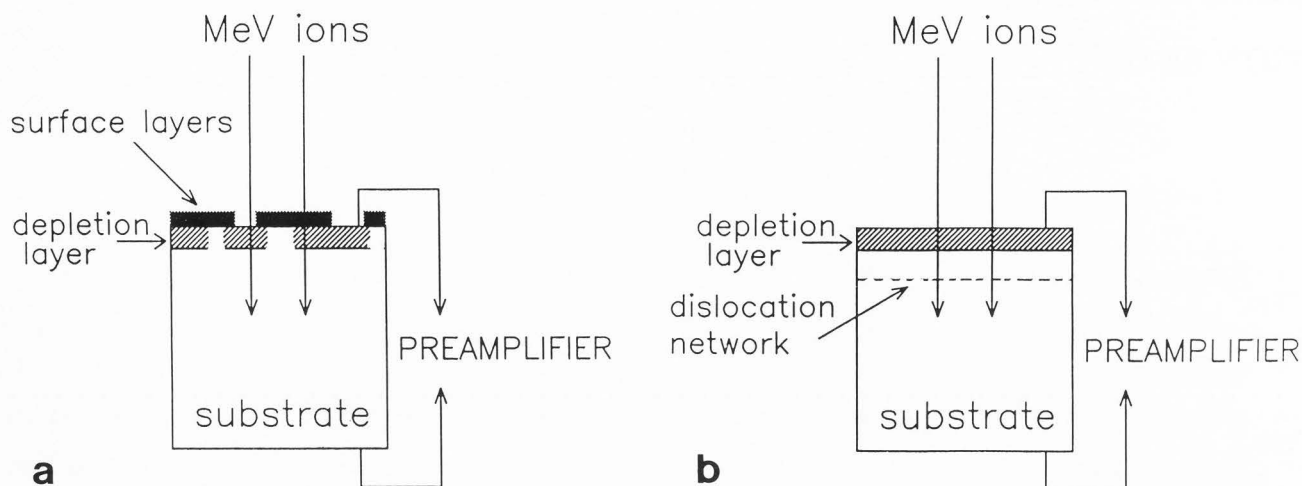 MeV ions
surface layers
depletion
layer
PREAMPLIFIER
substrate
a
MeV ions
depletion
layer
dislocation
network
PREAMPLIFIER
substrate
b